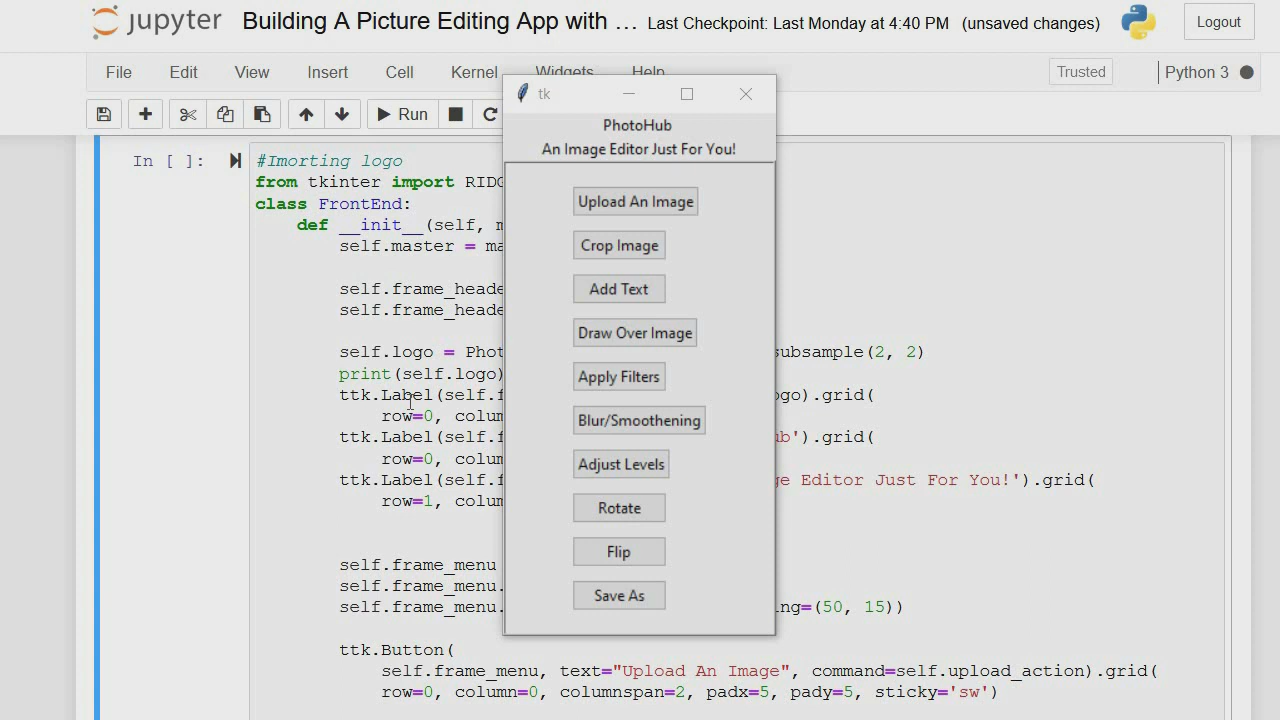 jupyter Building A Picture Editing App with ... Last Checkpoint: Last Monday at 4:40 PM (unsaved changes) Logout
File Edit View Insert Cell Kernel Widgets Help Trusted Python 3
Run
tk
PhotoHub
An Image Editor Just For You!
Upload An Image
Crop Image
Add Text
Draw Over Image
Apply Filters
Blur/Smoothening
Adjust Levels
Rotate
Flip
Save As
In [ ]: #Imorting logo
from tkinter import RIDG
class FrontEnd:
def __init__(self, m
self.master = ma
self.frame_heade
self.frame_heade
self.logo = Phot subsample(2, 2)
print(self.logo)
ttk.Label(self.f ogo).grid(
row=0, colum
ttk.Label(self.f ub').grid(
row=0, colum
ttk.Label(self.f ge Editor Just For You!').grid(
row=1, colum
self.frame_menu
self.frame_menu.
self.frame_menu. ing=(50, 15))
ttk.Button(
self.frame_menu, text="Upload An Image", command=self.upload_action).grid(
row=0, column=0, columnspan=2, padx=5, pady=5, sticky='sw')